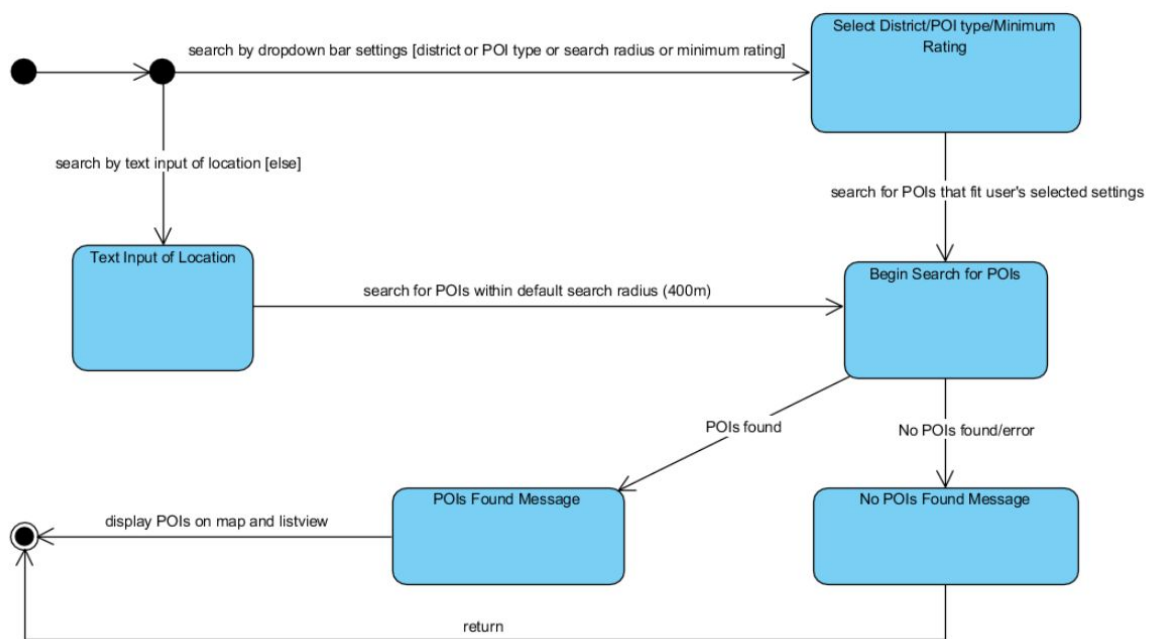 Select District/POI type/Minimum
Rating
search by dropdown bar settings [district or POI type or search radius or minimum rating]
search by text input of location [else]
search for POIs that fit user's selected settings
Text Input of Location
Begin Search for POIs
search for POIs within default search radius (400m)
POIs found
No POIs found/error
POIs Found Message
No POIs Found Message
display POIs on map and listview
return